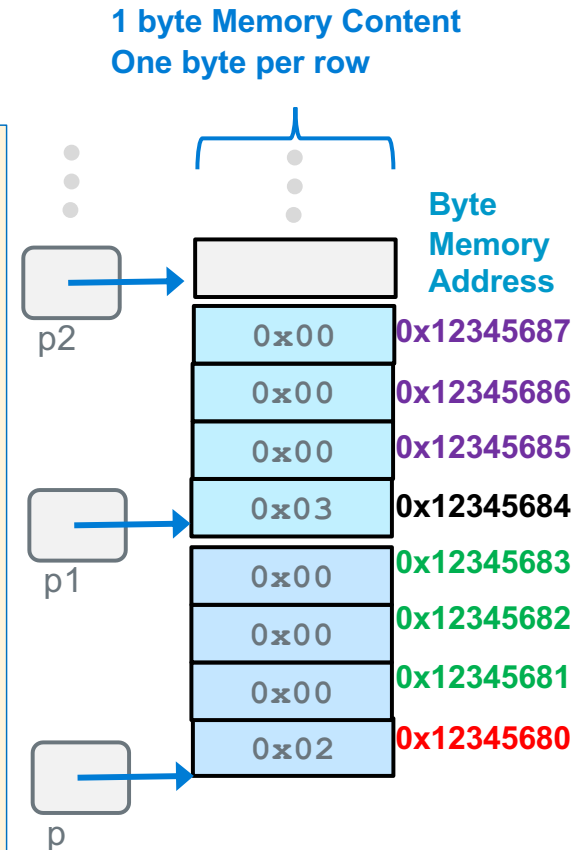 1 byte Memory Content
One byte per row
Byte
Memory
Address
p2
0x00 0x12345687
0x00 0x12345686
0x00 0x12345685
0x03 0x12345684
p1
0x00 0x12345683
0x00 0x12345682
0x00 0x12345681
0x02 0x12345680
p